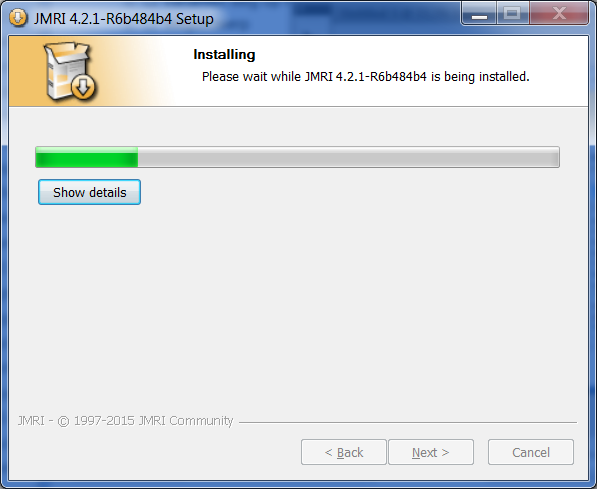 JMRI 4.2.1-R6b484b4 Setup
Installing
Please wait while JMRI 4.2.1-R6b484b4 is being installed.
Show details
JMRI - © 1997-2015 JMRI Community
< Back Next > Cancel